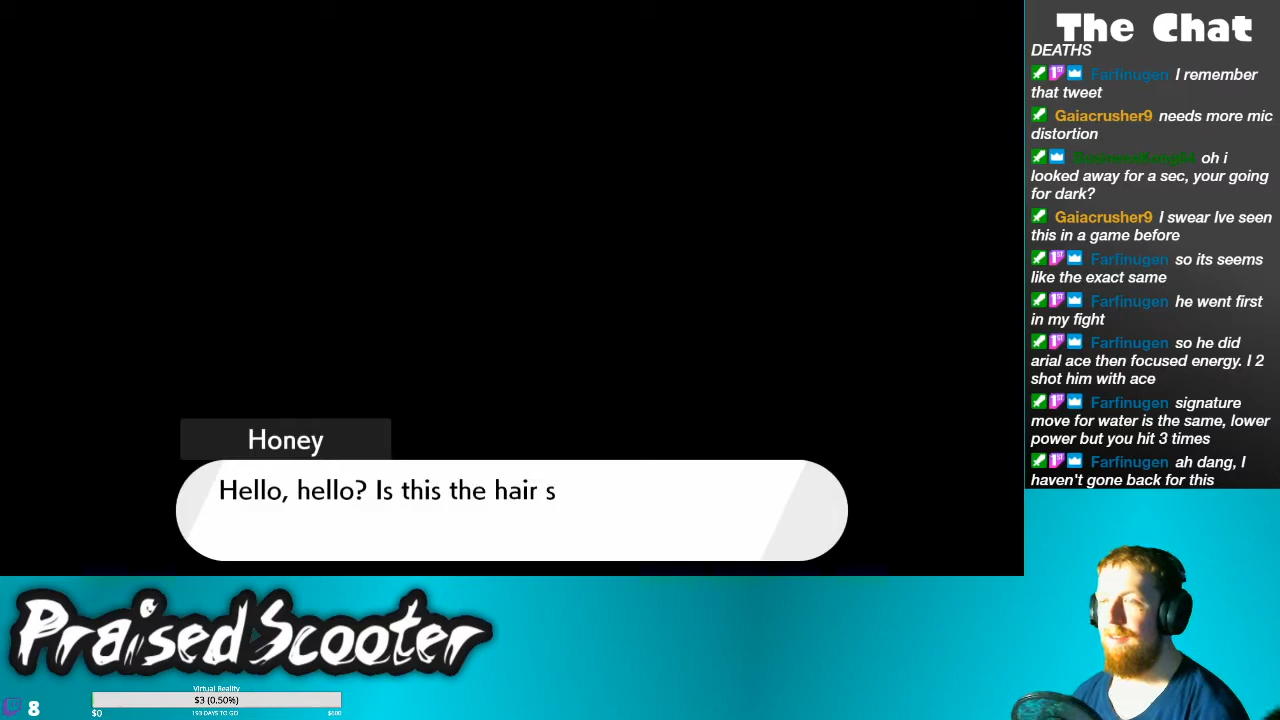 The Chat
DEATHS
Farfinugen I remember
that tweet
Gaiacrusher9 needs more mic
distortion
oh i
looked away for a sec, your going
for dark?
Gaiacrusher9 I swear Ive seen
this in a game before
Farfinugen so its seems
like the exact same
Farfinugen he went first
in my fight
Farfinugen so he did
arial ace then focused energy. I 2
shot him with ace
Farfinugen signature
move for water is the same, lower
power but you hit 3 times
Farfinugen ah dang, I
haven't gone back for this
Honey
Hello, hello? Is this the hair s
Praised Scooter
Virtual Reality
$3 (0.50%)
$0
193 DAYS TO GO
$600
8